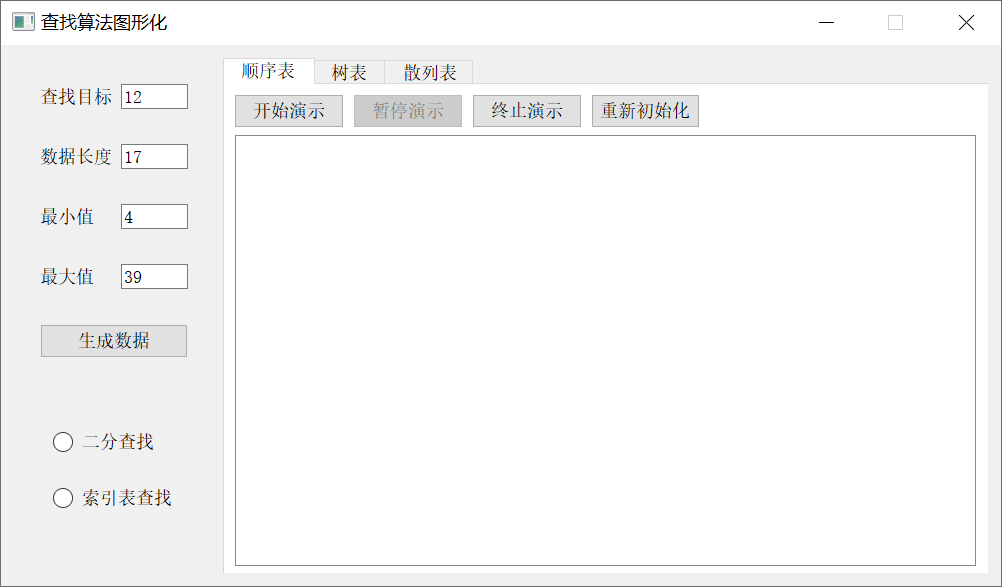 查找算法图形化
查找目标 12
数据长度 17
最小值 4
最大值 39
生成数据
二分查找
索引表查找
顺序表 树表 散列表
开始演示 暂停演示 终止演示 重新初始化